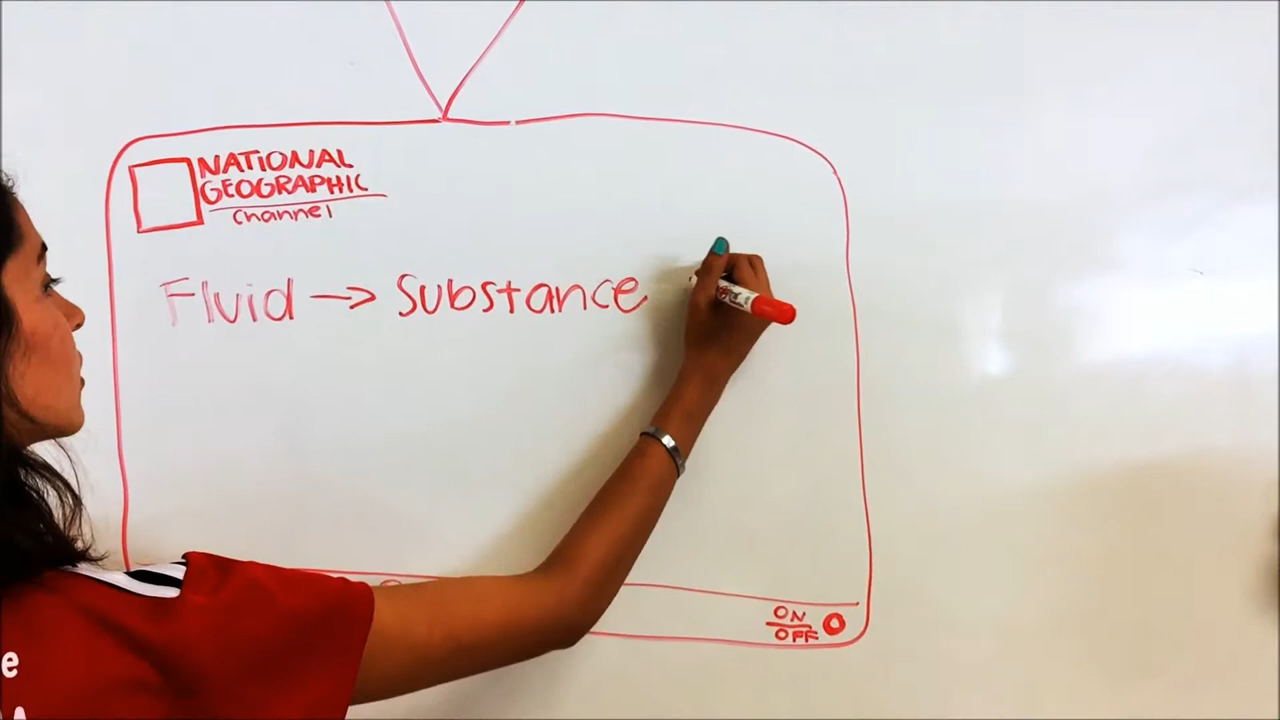 NATIONAL
GEOGRAPHIC
Channel
Fluid → Substance
ON
OFF
e